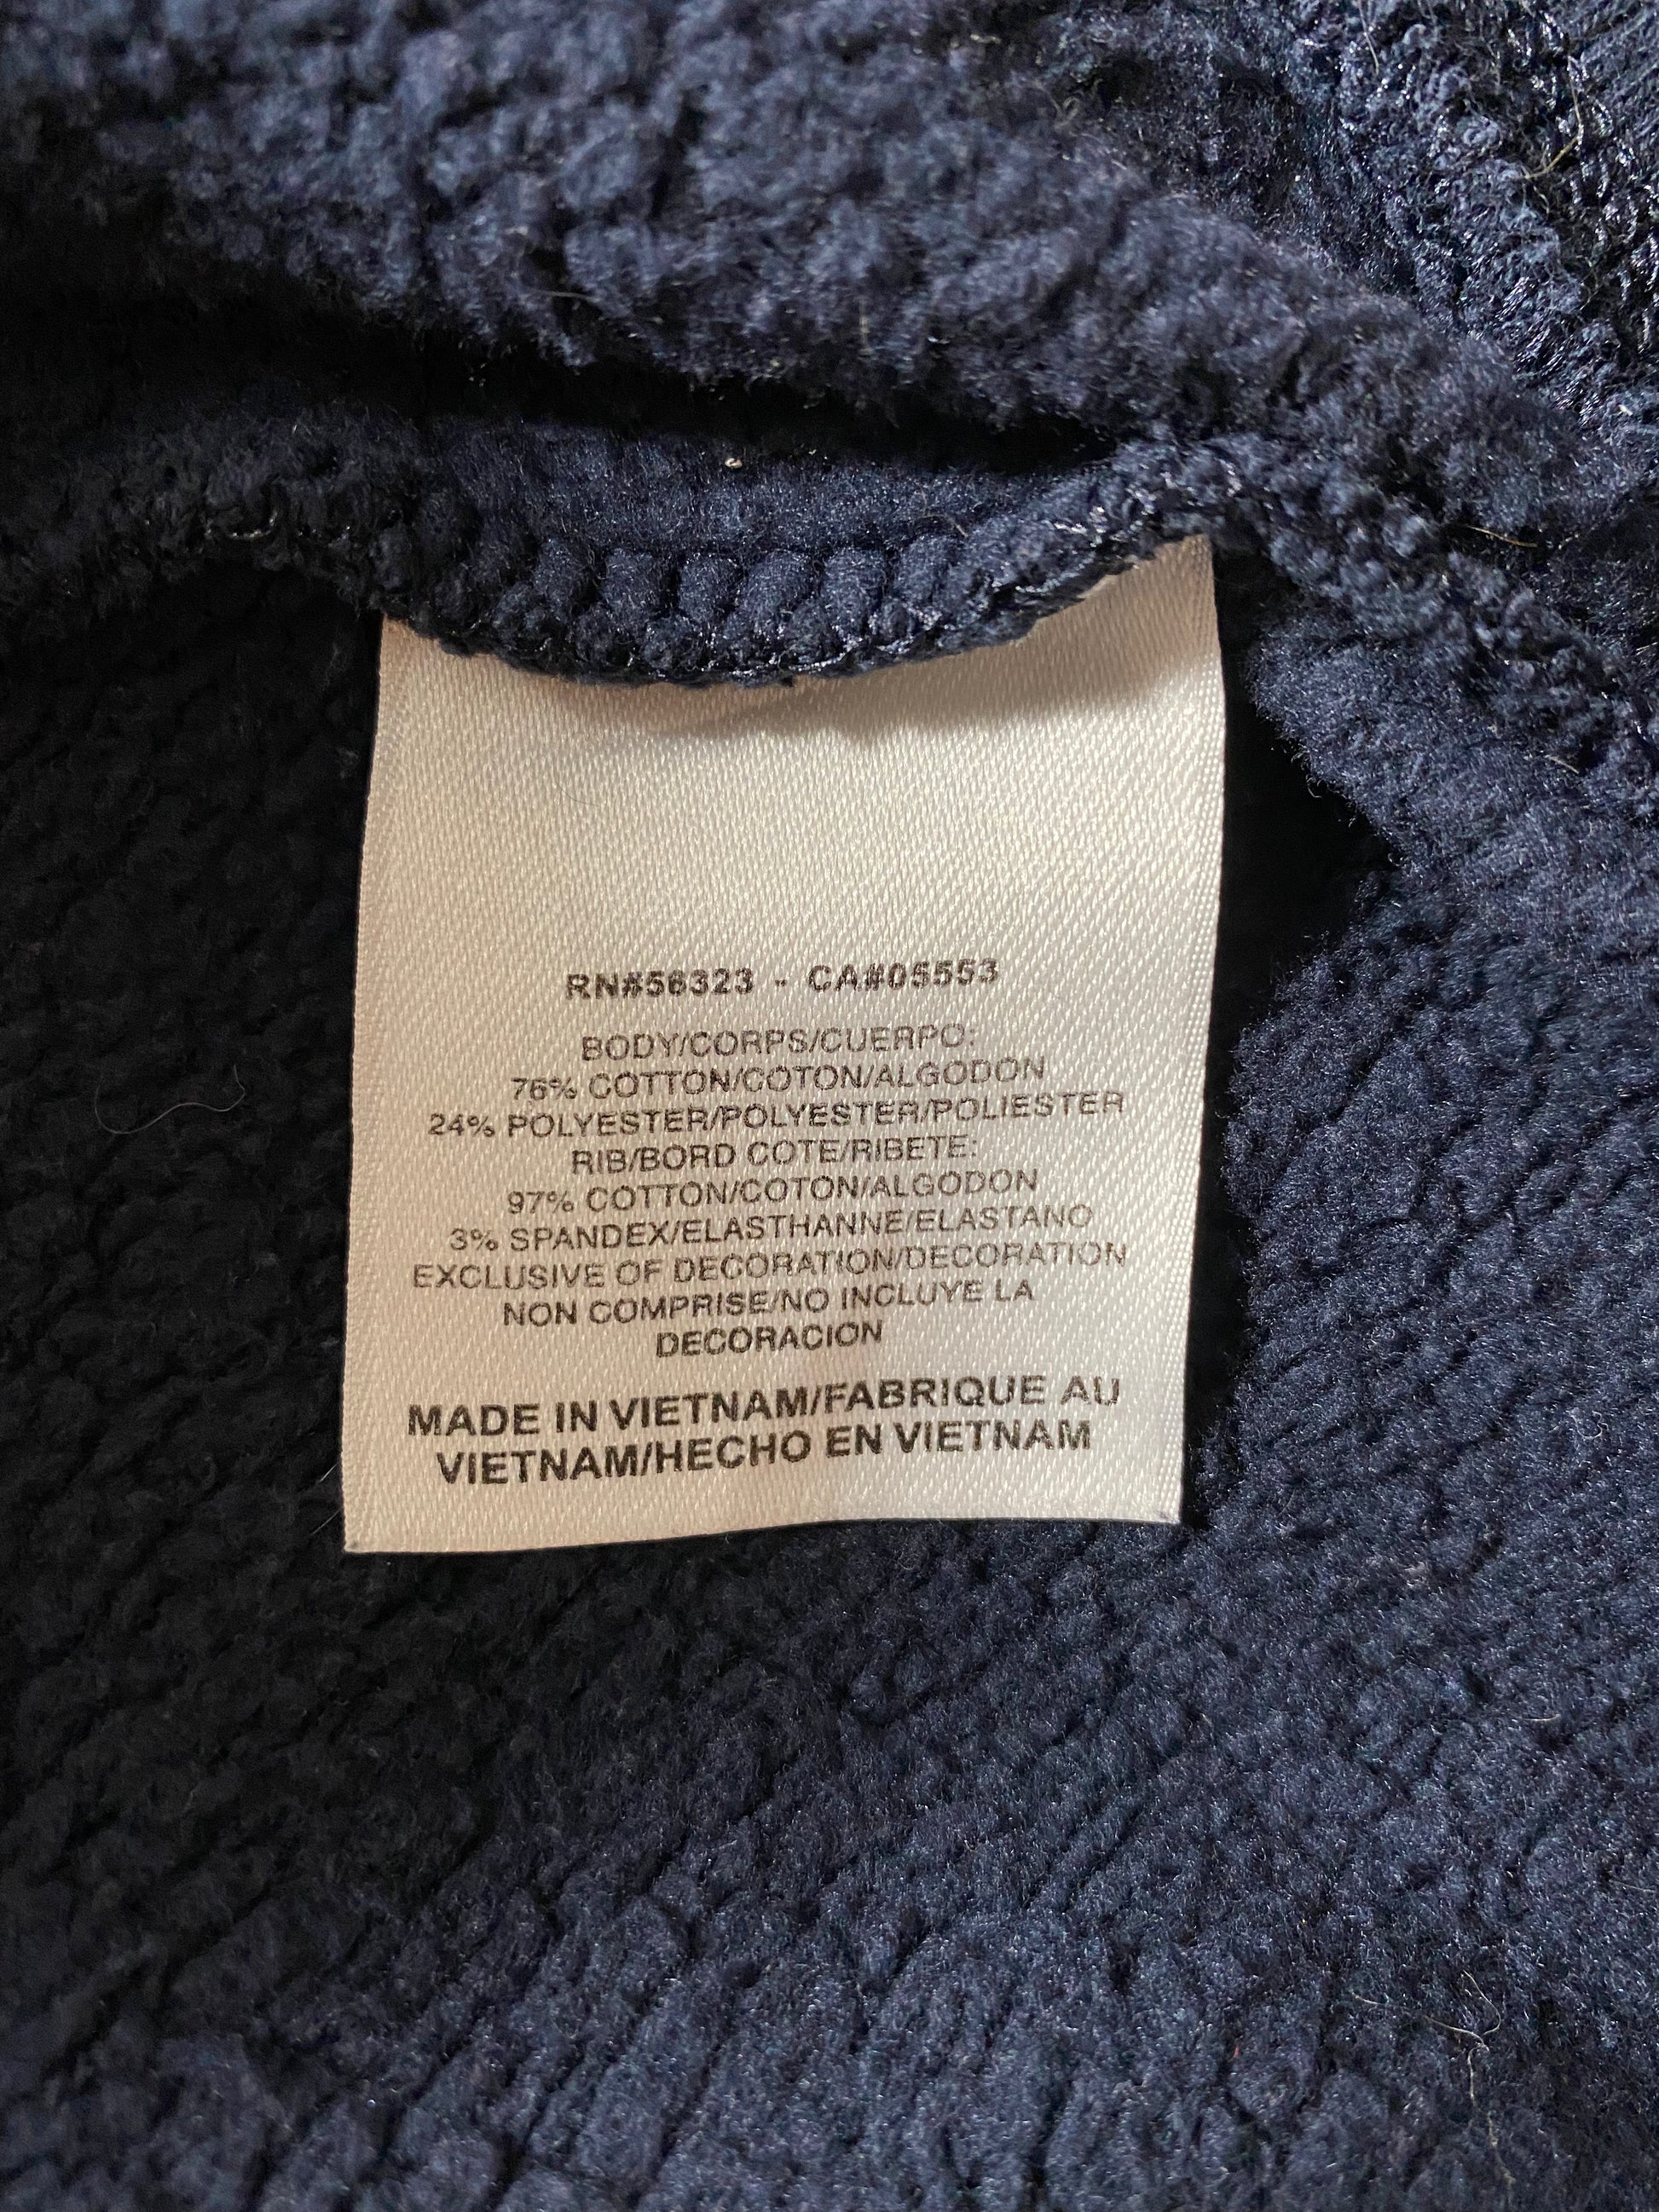 RN#56323 - CA#05553
BODY/CORPS/CUERPO:
76% COTTON/COTON/ALGODON
24% POLYESTER/POLYESTER/POLIESTER
RIB/BORD COTE/RIBETE:
97% COTTON/COTON/ALGODON
3% SPANDEX/ELASTHANNE/ELASTANO
EXCLUSIVE OF DECORATION/DECORATION
NON COMPRISE/NO INCLUYE LA
DECORACION
MADE IN VIETNAM/FABRIQUE AU
VIETNAM/HECHO EN VIETNAM